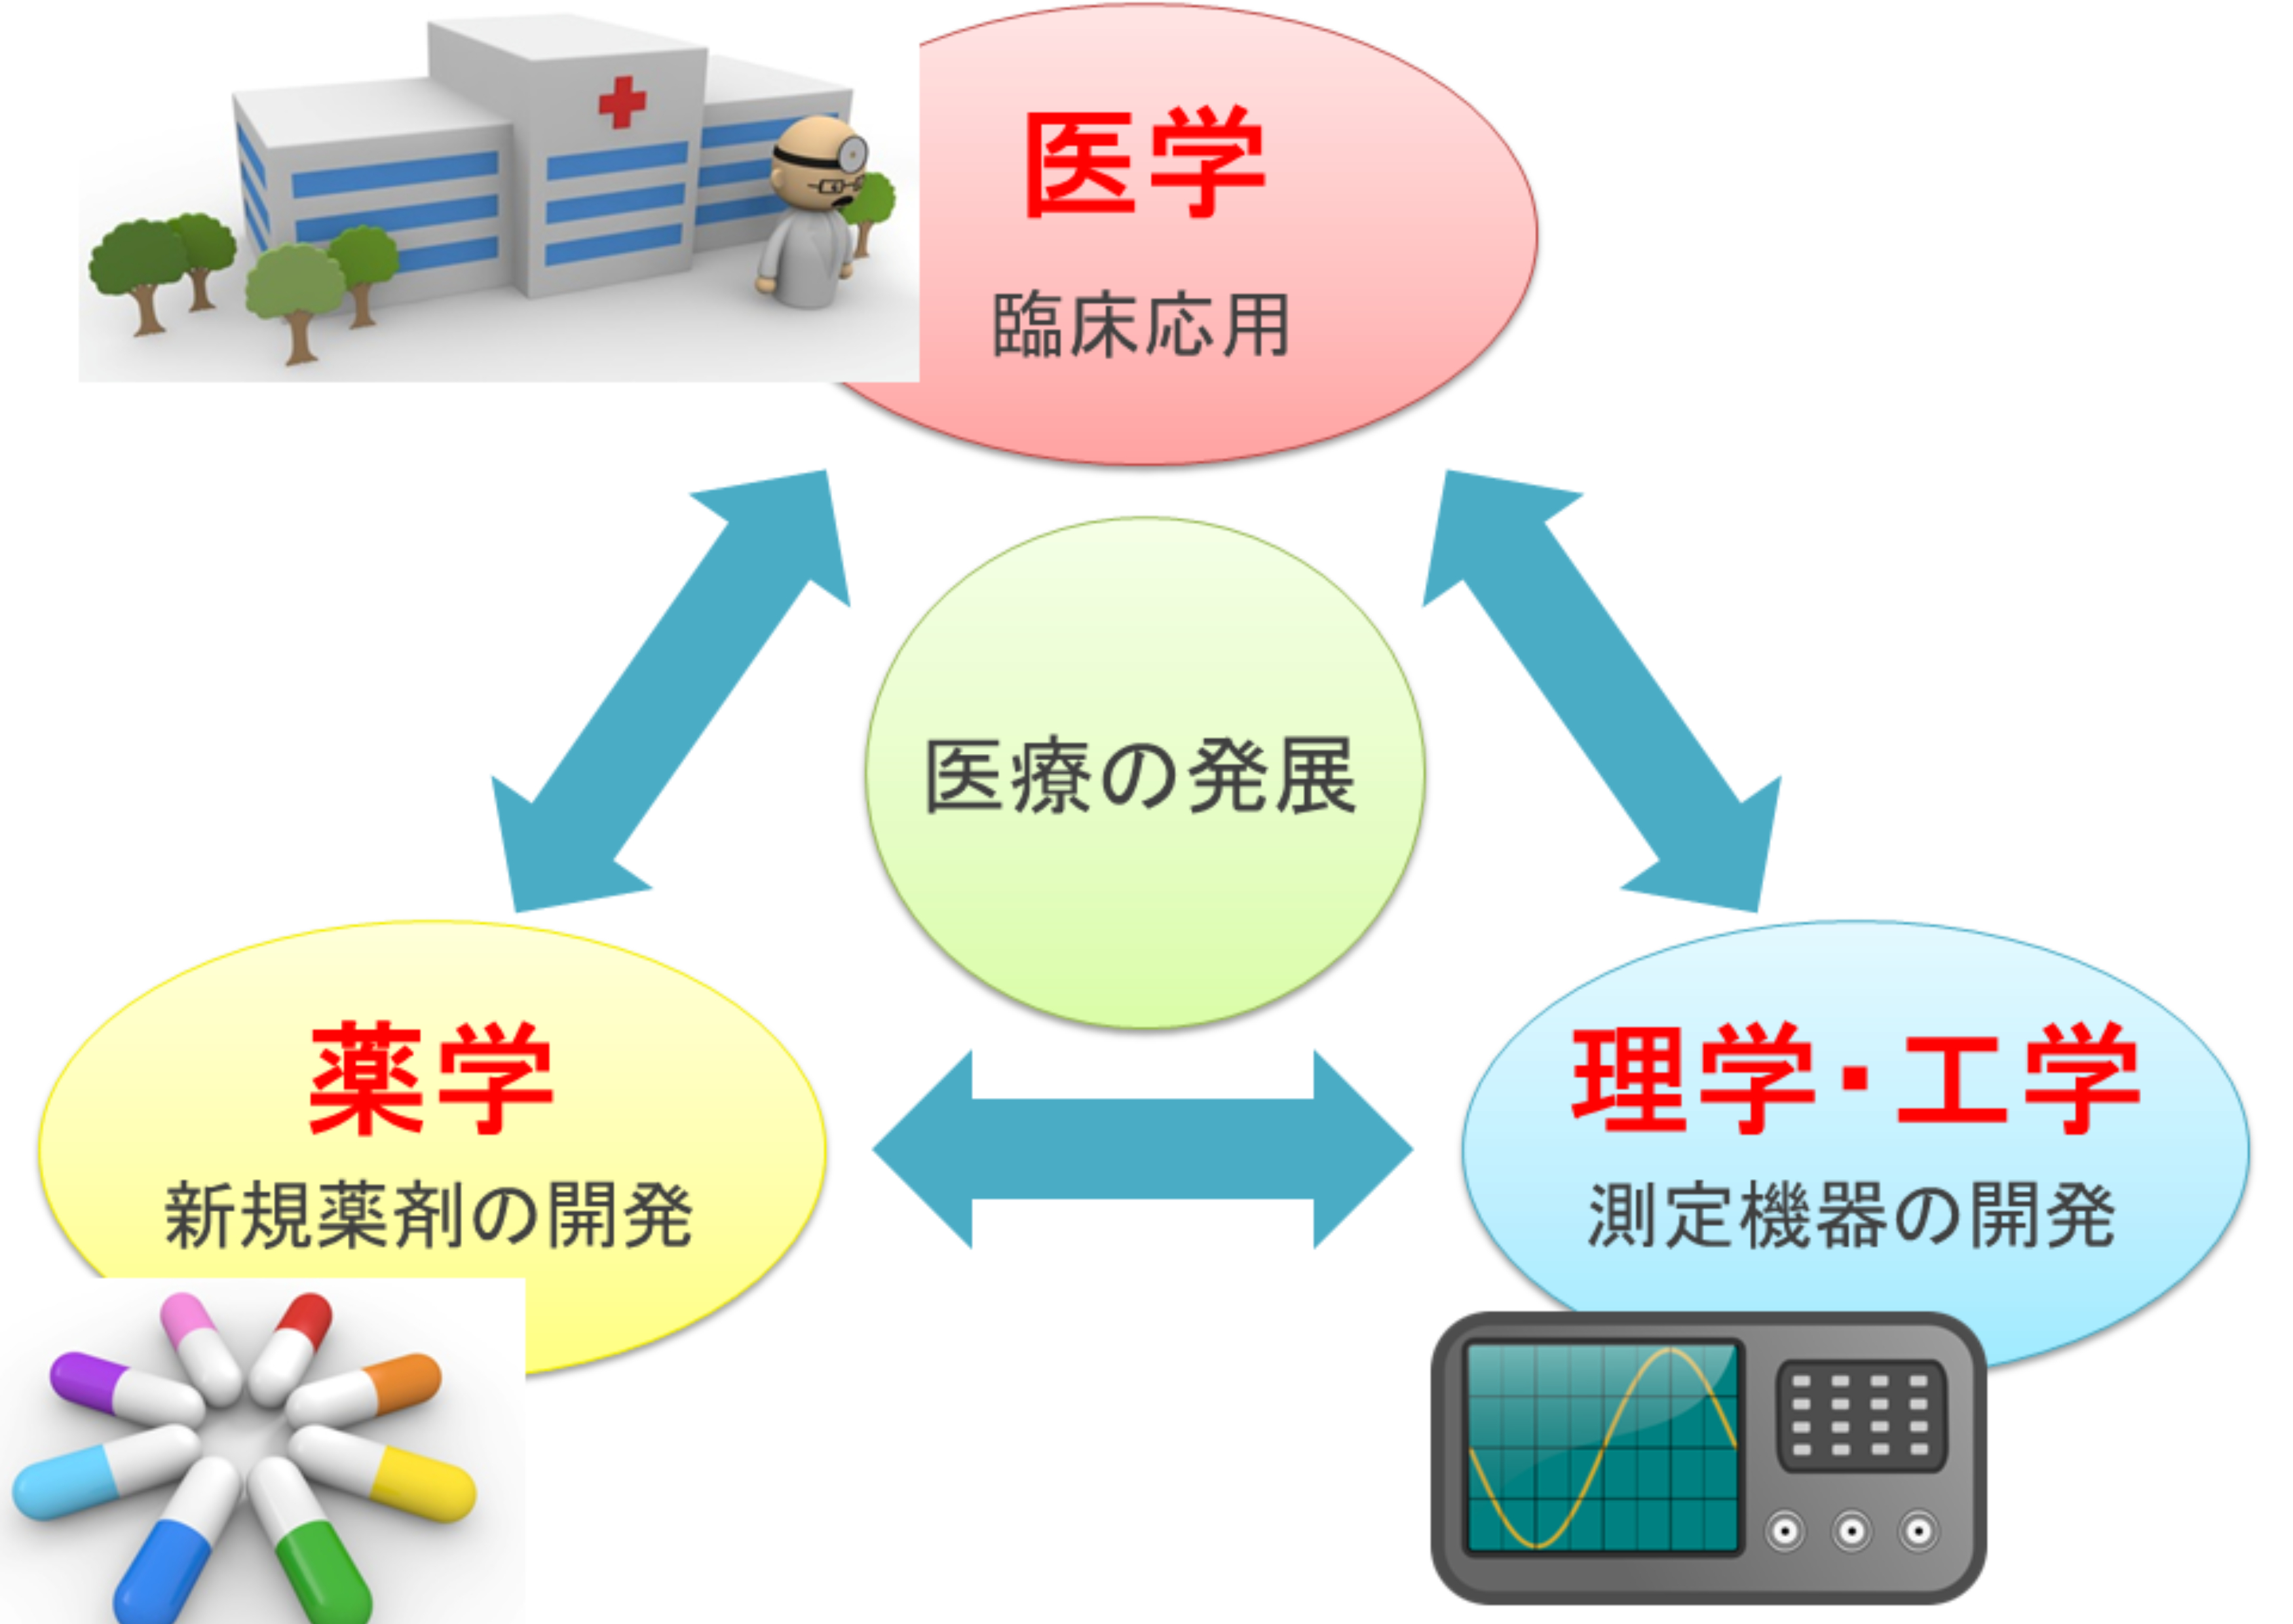 医学
臨床応用
医療の発展
薬学
新規薬剤の開発
理学・工学
測定機器の開発